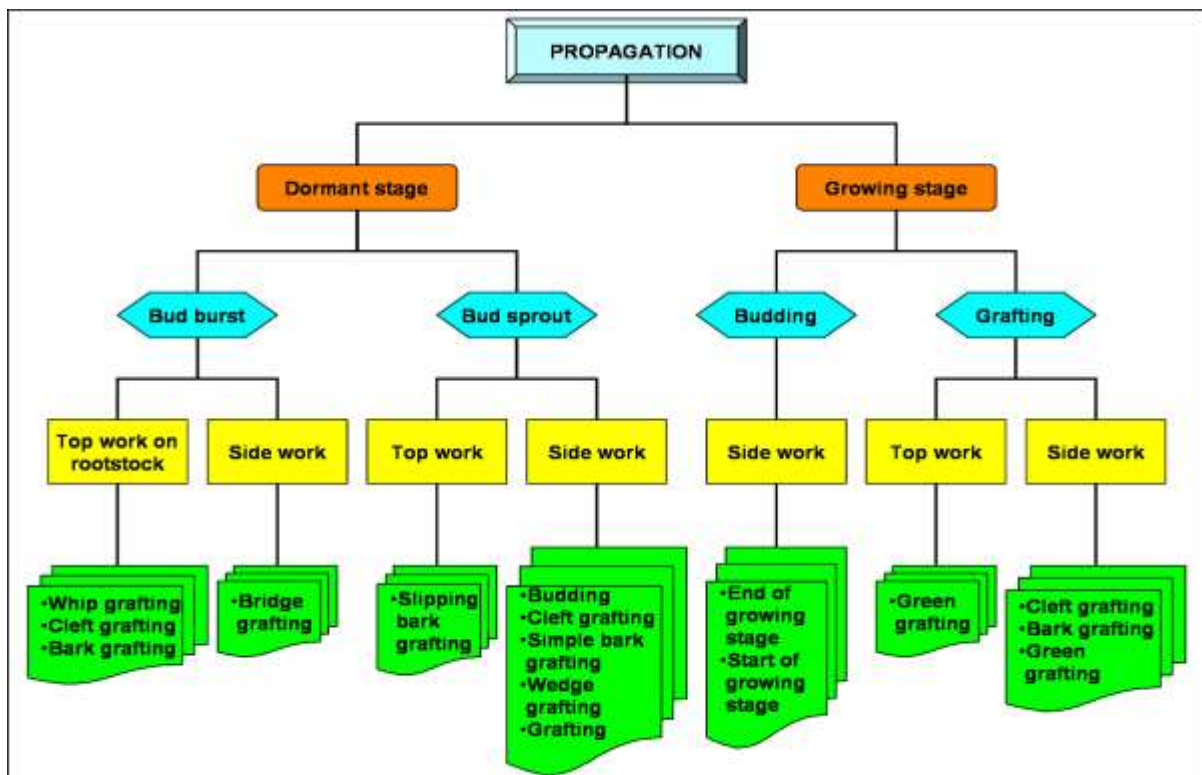 PROPAGATION
Dormant stage
Growing stage
Bud burst
Bud sprout
Budding
Grafting
Top work on
rootstock
Side work
Top work
Side work
Side work
Top work
Side work
•Whip grafting
•Cleft grafting
•Bark grafting
•Bridge
grafting
•Slipping
bark
grafting
•Budding
•Cleft grafting
•Simple bark
grafting
•Wedge
grafting
•Grafting
•End of
growing
stage
•Start of
growing
stage
•Green
grafting
•Cleft grafting
•Bark grafting
•Green
grafting